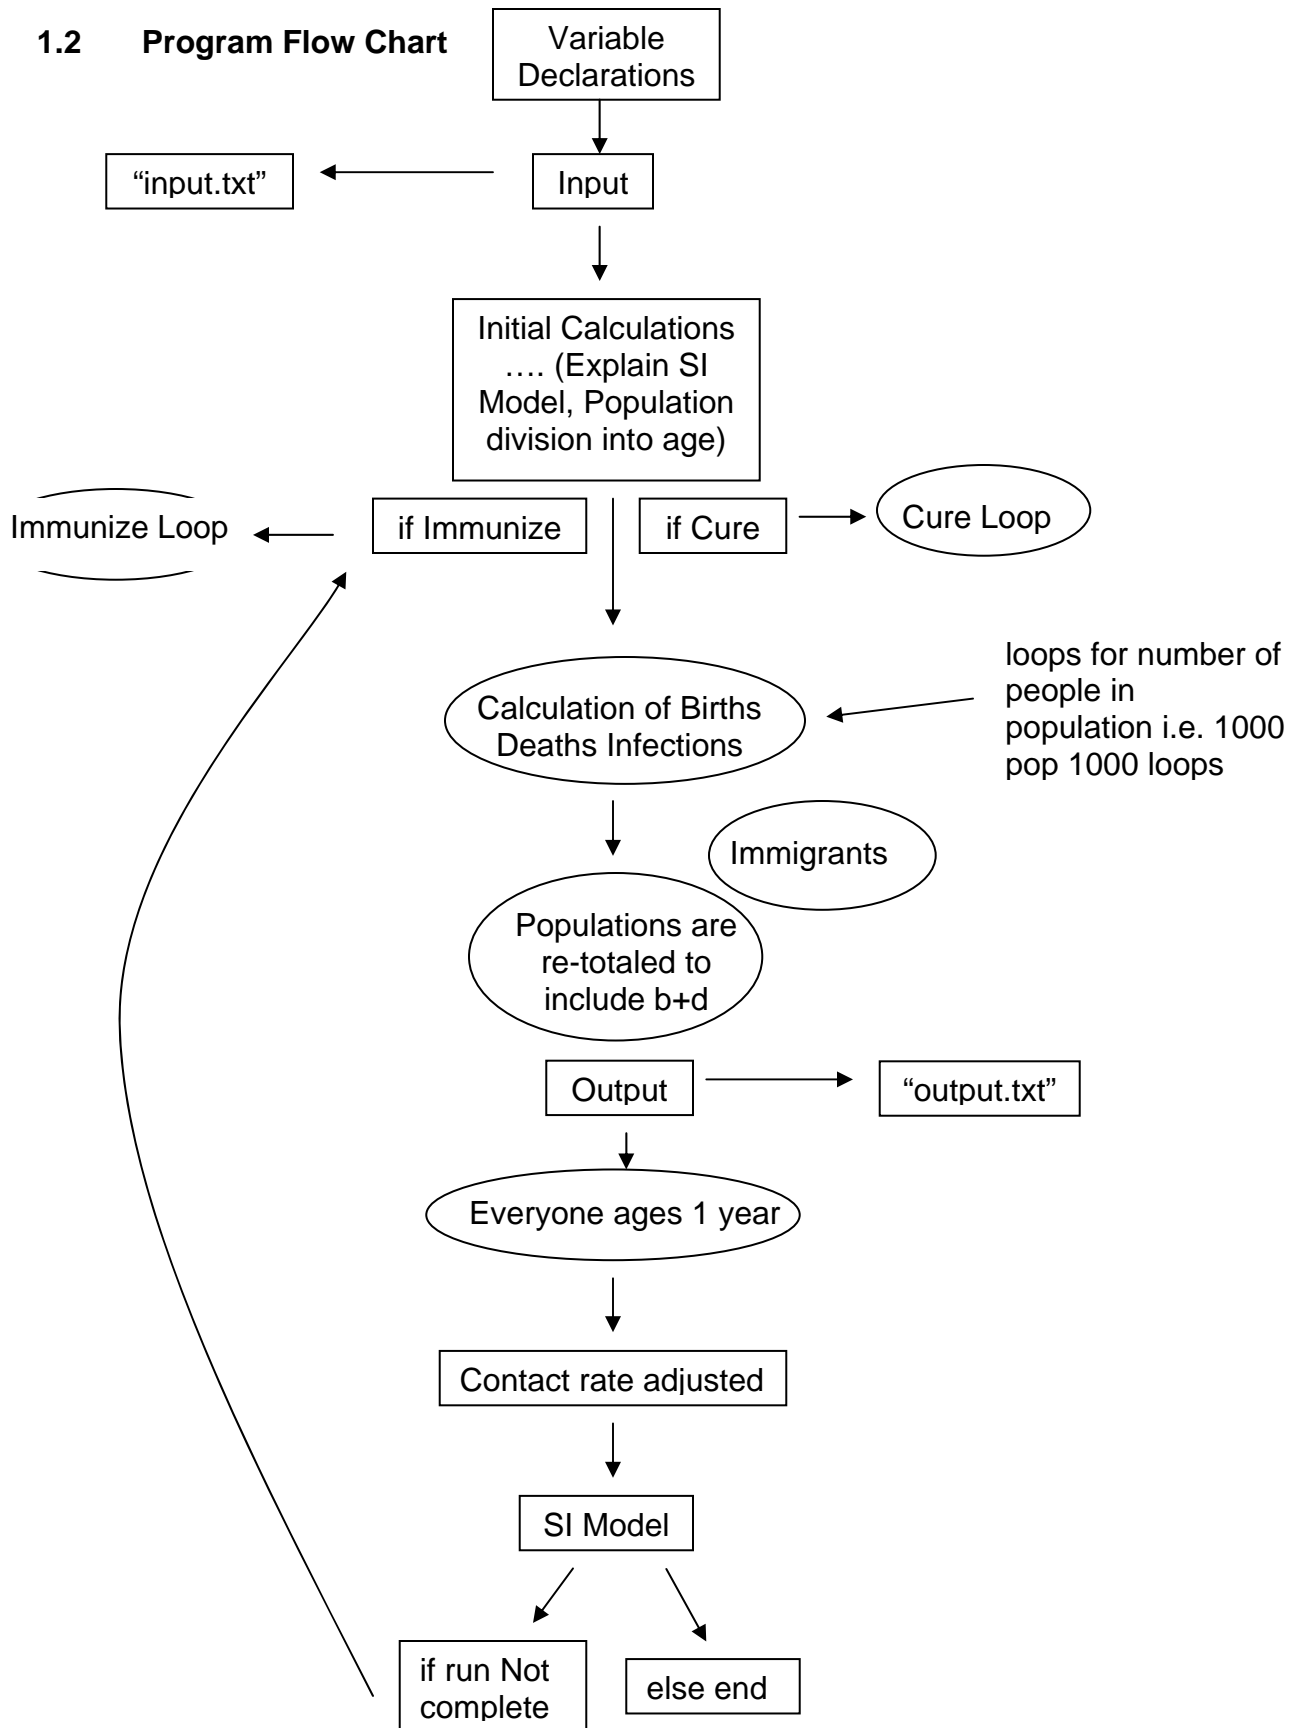 1.2 Program Flow Chart
Variable
Declarations
“input.txt”
Input
Initial Calculations
…. (Explain SI
Model, Population
division into age)
Immunize Loop
if Immunize
if Cure
Cure Loop
loops for number of
people in
population i.e. 1000
pop 1000 loops
Calculation of Births
Deaths Infections
Immigrants
Populations are
re-totaled to
include b+d
Output
“output.txt”
Everyone ages 1 year
Contact rate adjusted
SI Model
if run Not
complete
else end